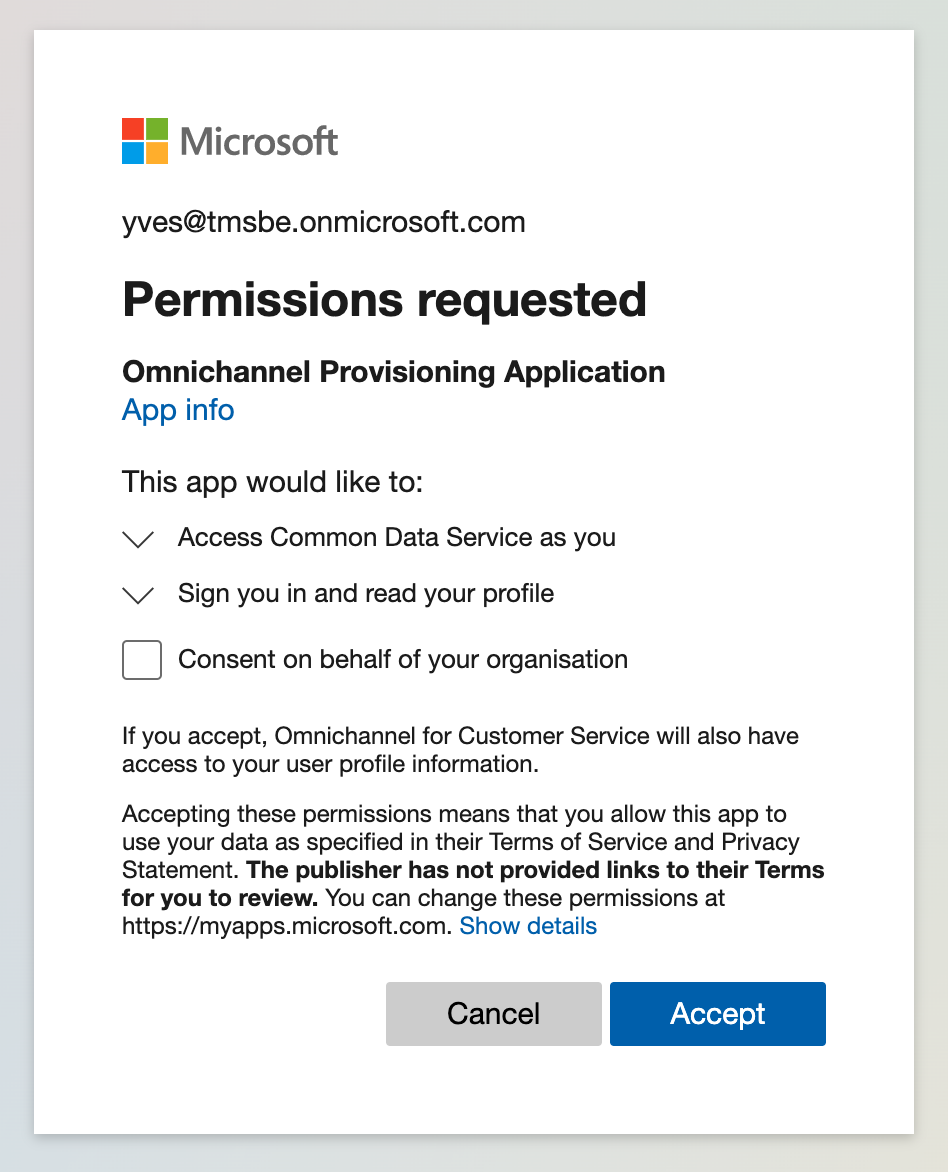 Microsoft
yves@tmsbe.onmicrosoft.com
Permissions requested
Omnichannel Provisioning Application
App info
This app would like to:
Access Common Data Service as you
Sign you in and read your profile
Consent on behalf of your organisation
If you accept, Omnichannel for Customer Service will also have
access to your user profile information.
Accepting these permissions means that you allow this app to
use your data as specified in their Terms of Service and Privacy
Statement. The publisher has not provided links to their Terms
for you to review. You can change these permissions at
https://myapps.microsoft.com. Show details
Cancel
Accept